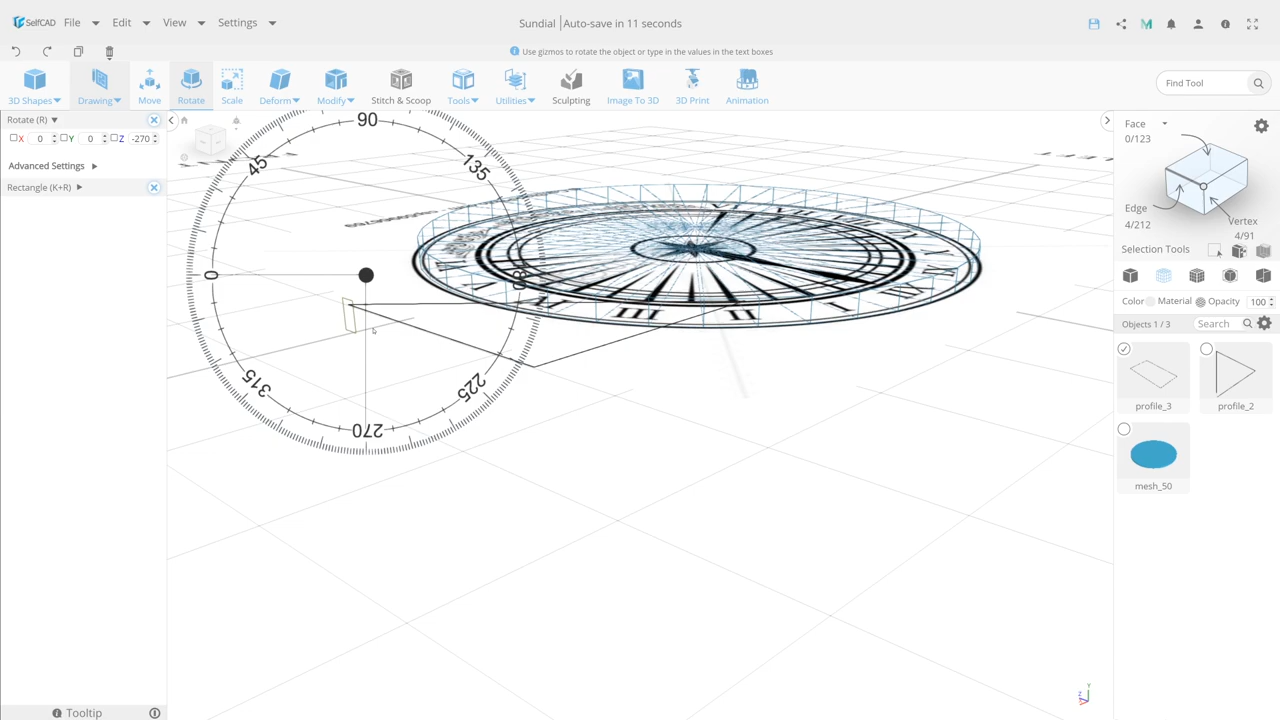 SelfCAD File Edit View Settings Sundial |Auto-save in 11 seconds
Use gizmos to rotate the object or type in the values in the text boxes
3D Shapes Drawing Move Rotate Scale Deform Modify Stitch & Scoop Tools Utilities Sculpting Image To 3D 3D Print Animation Find Tool
Rotate (R)
X 0 Y 0 Z -270
Advanced Settings
Rectangle (K+R)
90
45
135
0
315
225
270
VI VII
III II I
Face
0/123
Edge
4/212
Vertex
4/91
Selection Tools
Color Material Opacity 100
Objects 1 / 3 Search
profile_3 profile_2
mesh_50
Y
Z
Tooltip